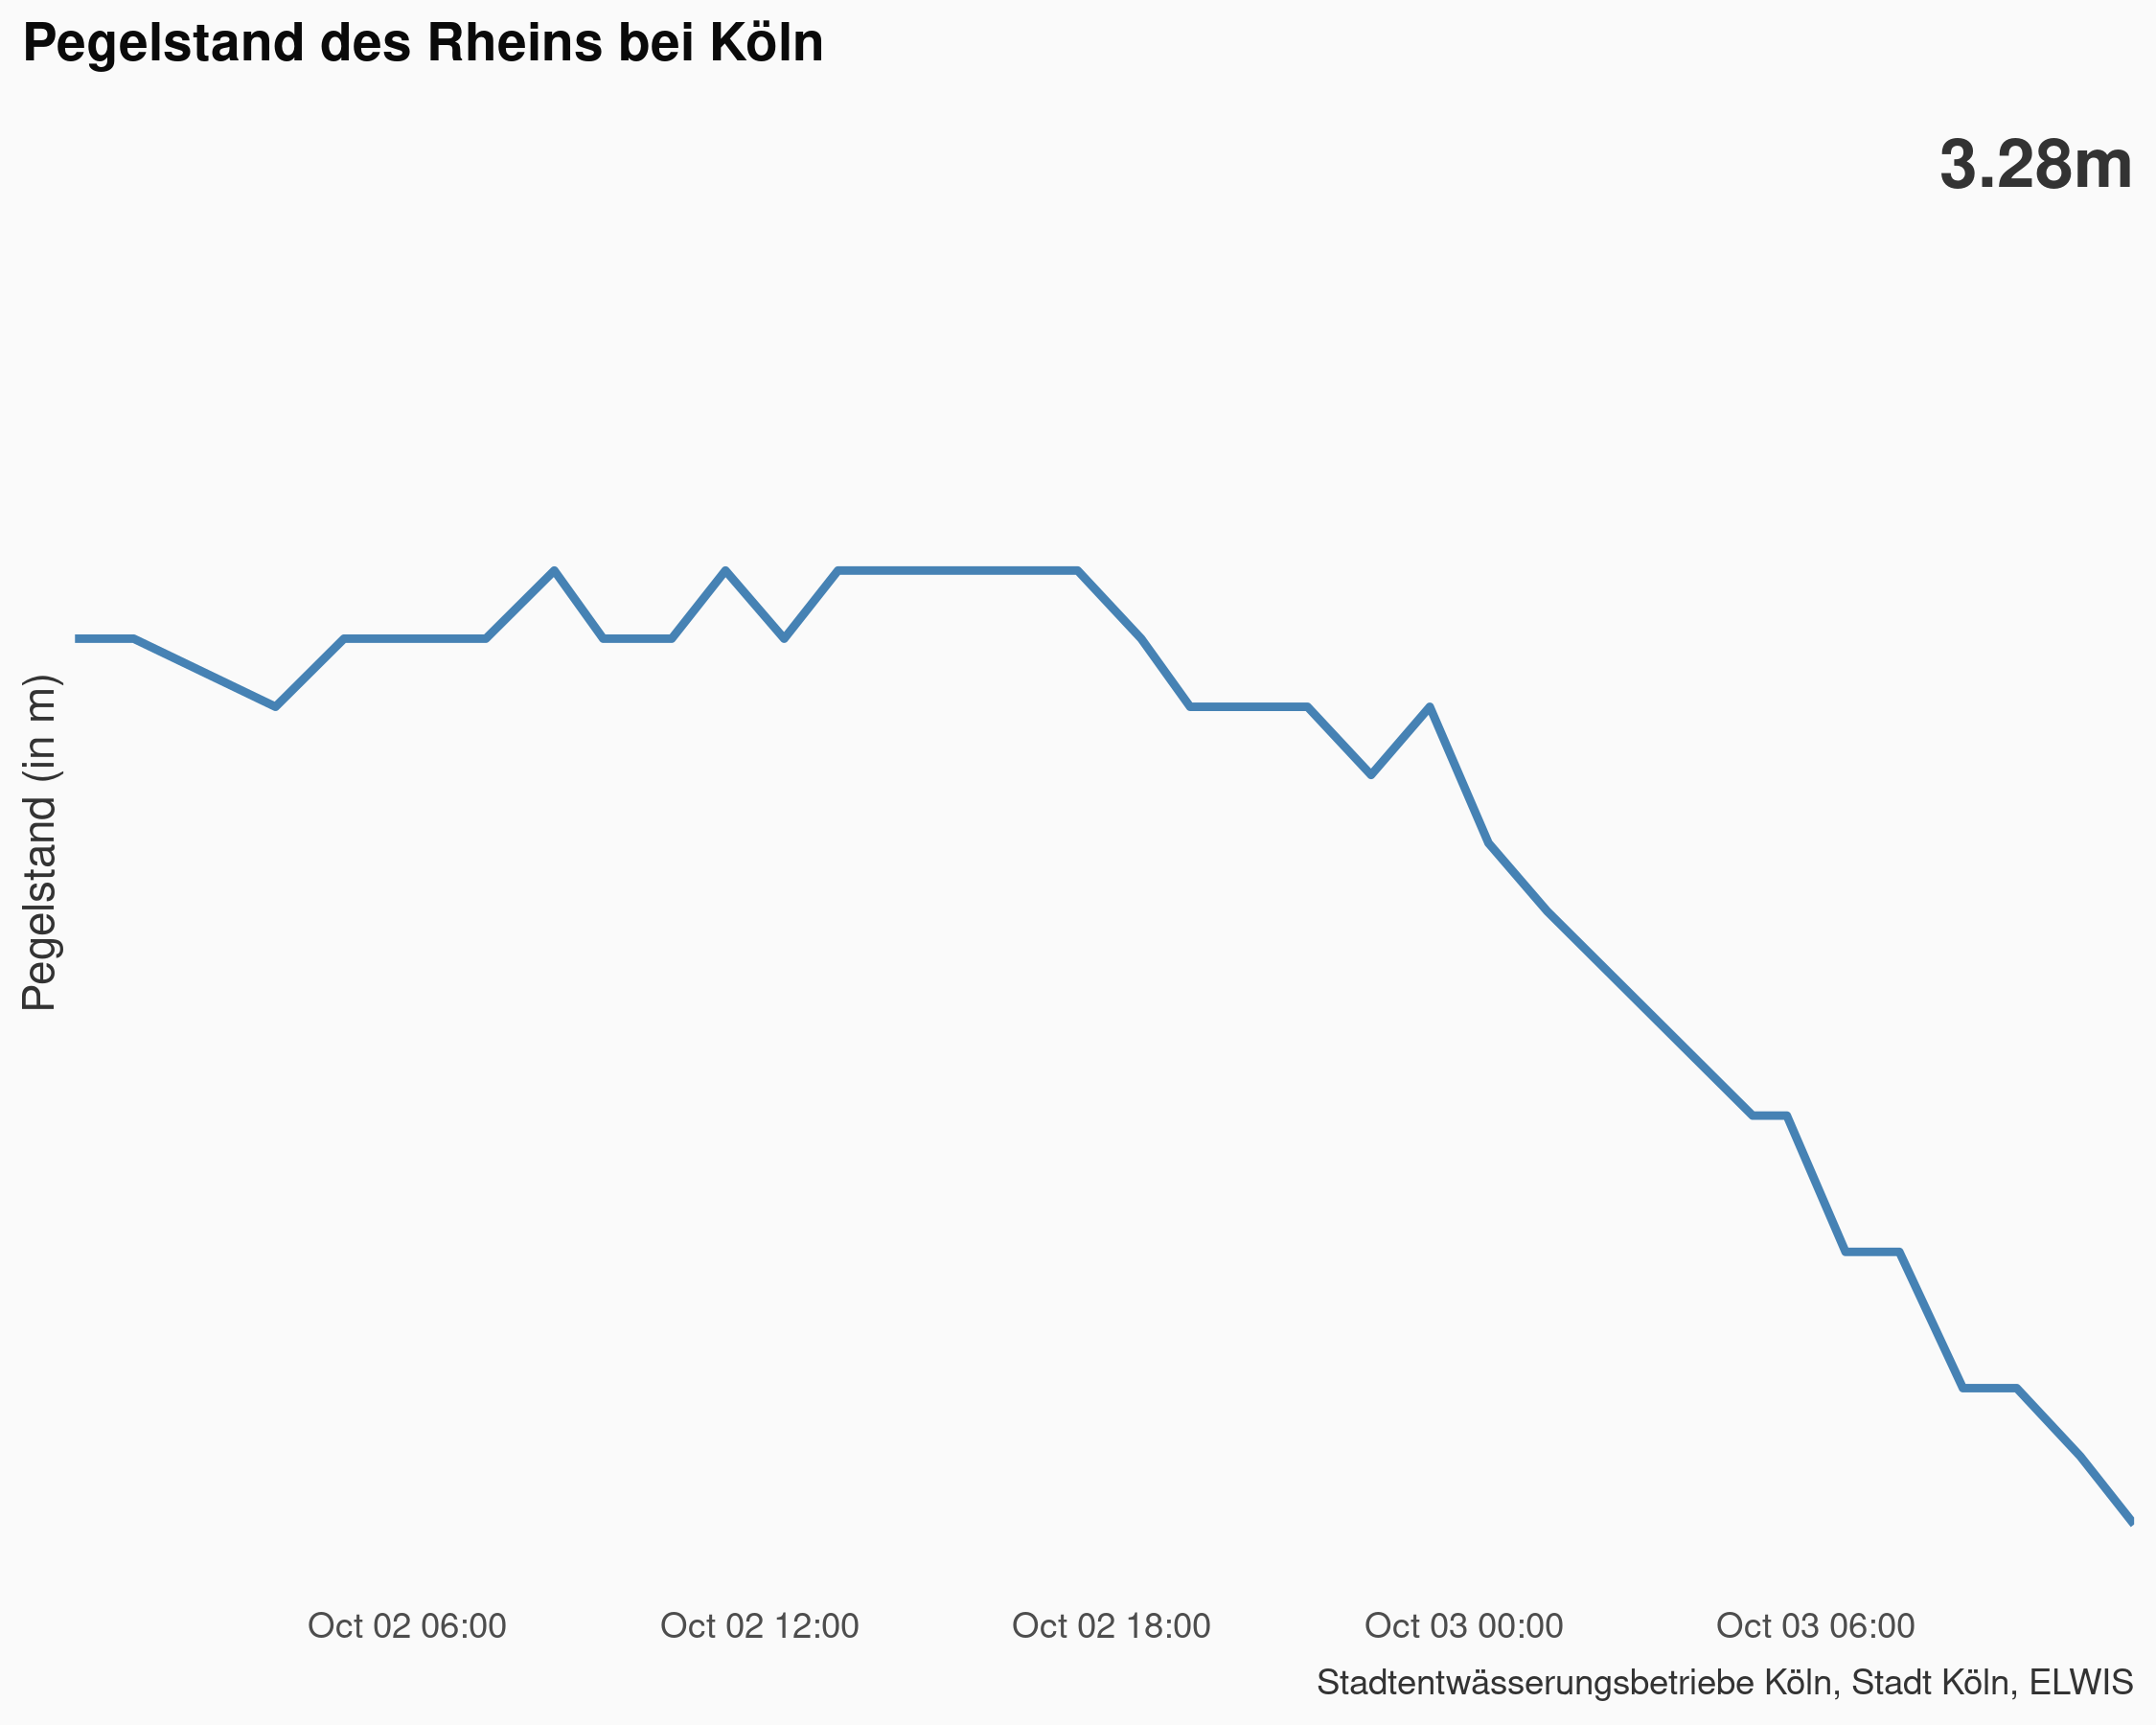 Pegelstand des Rheins bei Köln
3.28m
Pegelstand (in m)
Oct 02 06:00 Oct 02 12:00 Oct 02 18:00 Oct 03 00:00 Oct 03 06:00
Stadtentwässerungsbetriebe Köln, Stadt Köln, ELWIS